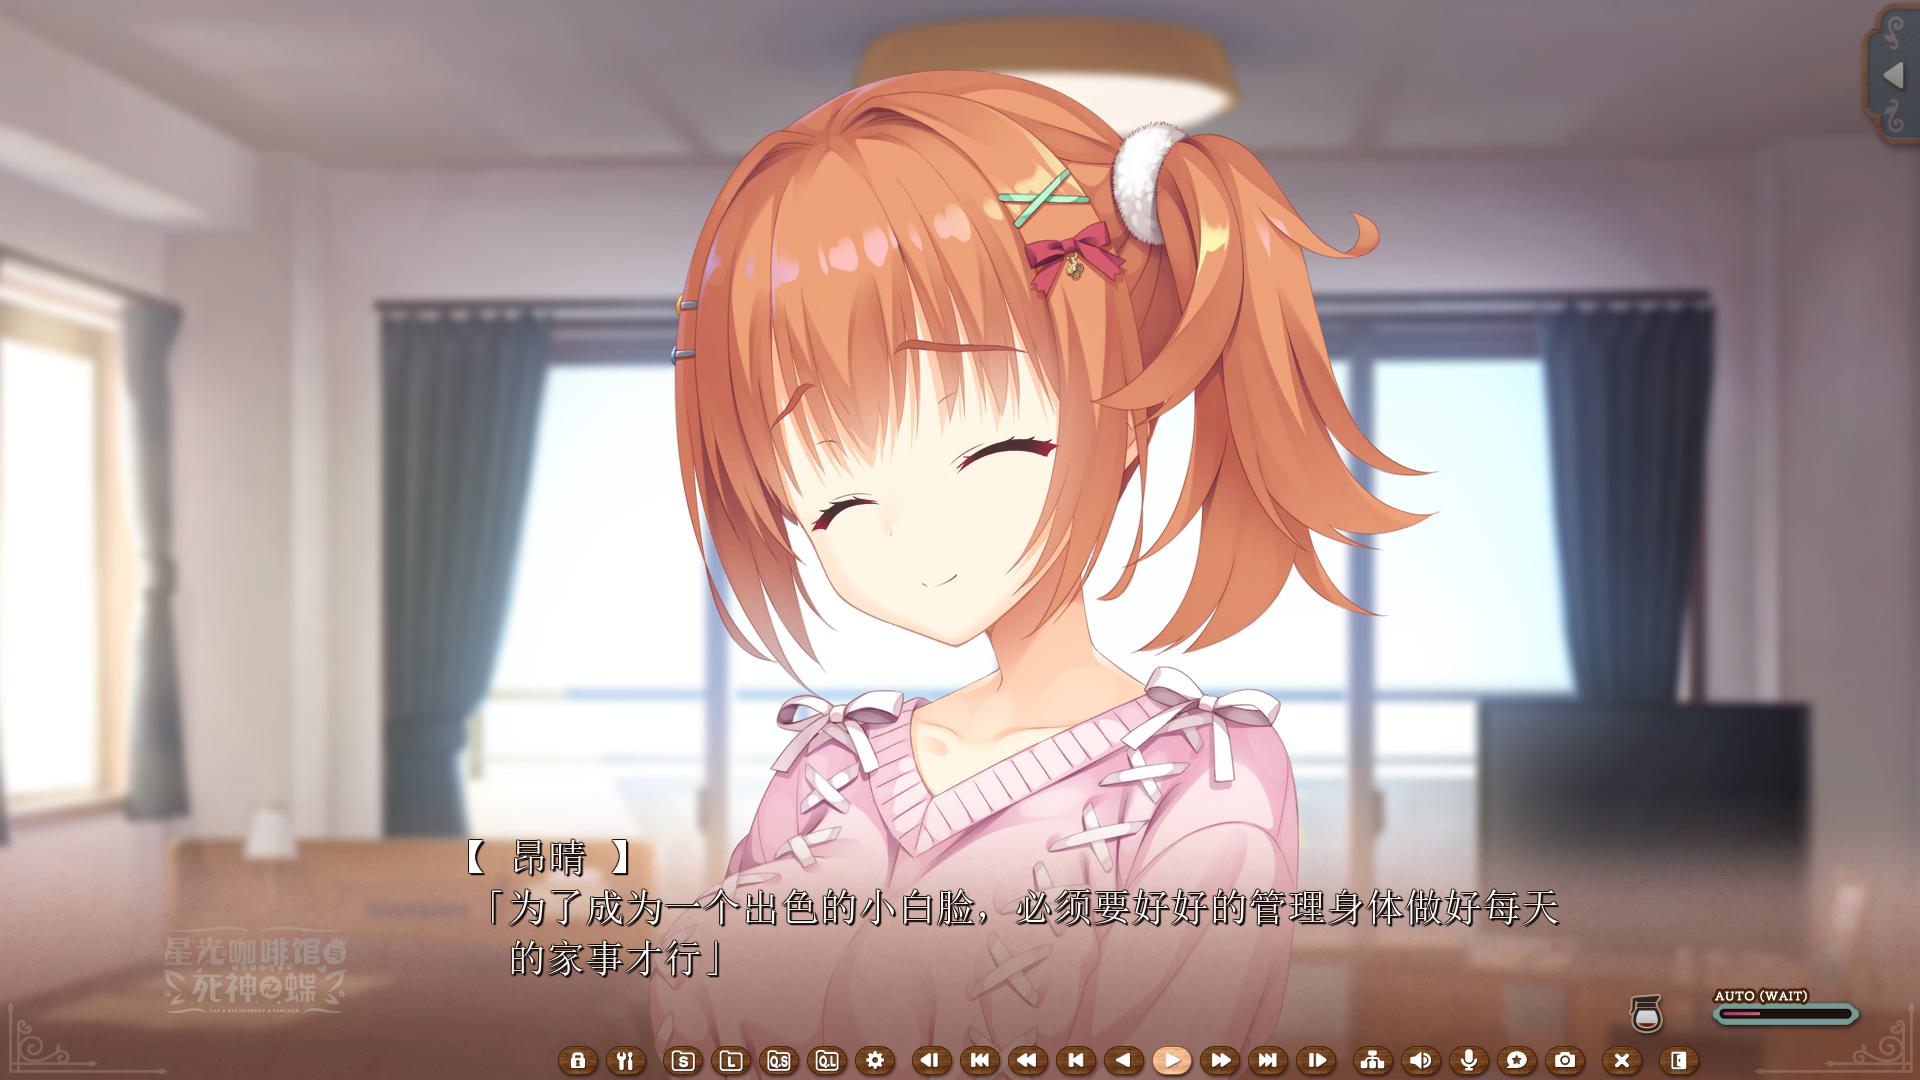 【 昂晴 】
「为了成为一个出色的小白脸，必须要好好的管理身体做好每天
的家事才行」
星光咖啡馆与
死神之蝶
AUTO (WAIT)
S
L
Q.S
Q.L